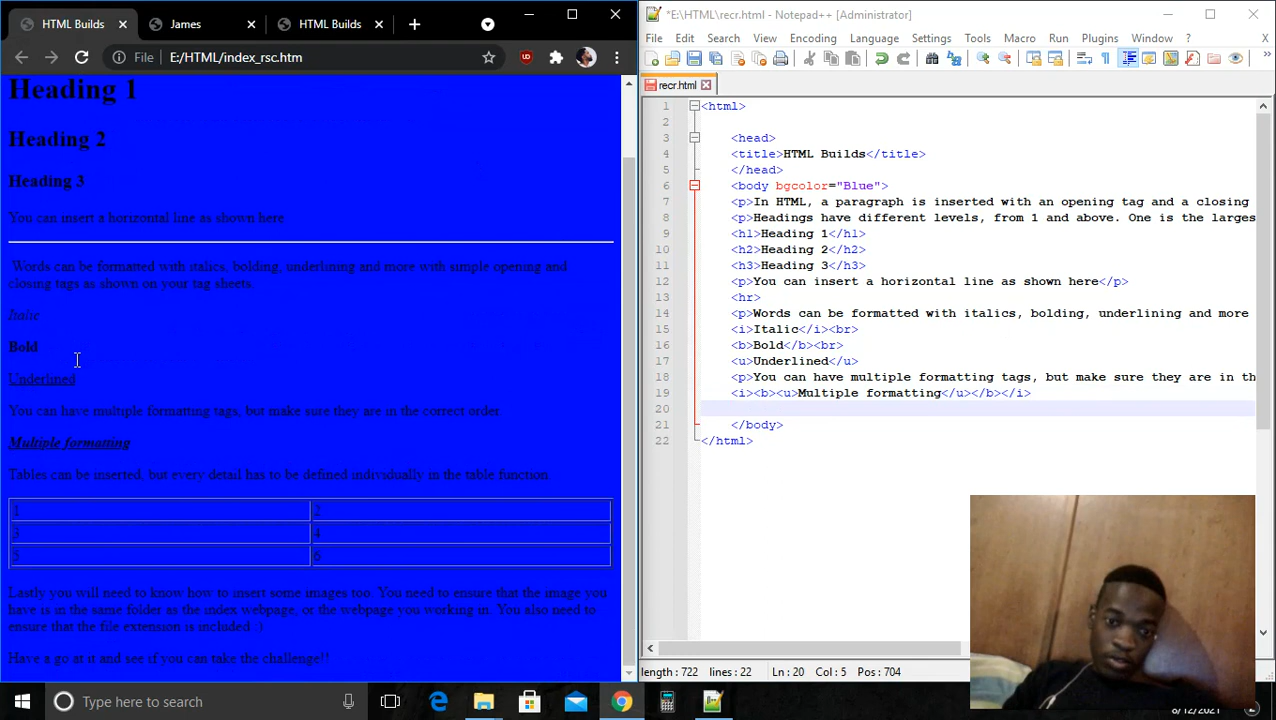 HTML Builds
James
HTML Builds
File
E:/HTML/index_rsc.htm
Heading 1
Heading 2
Heading 3
You can insert a horizontal line as shown here
Words can be formatted with italics, bolding, underlining and more with simple opening and
closing tags as shown on your tag sheets.
Italic
Bold
Underlined
You can have multiple formatting tags, but make sure they are in the correct order
Multiple formatting
Tables can be inserted, but every detail has to be defined individually in the table function
1 2
3 4
5 6
Lastly you will need to know how to insert some images too. You need to ensure that the image you
have is in the same folder as the index webpage, or the webpage you working in. You also need to
ensure that the file extension is included :)
Have a go at it and see if you can take the challenge!!
*E:\HTML\recr.html - Notepad++ [Administrator]
File Edit Search View Encoding Language Settings Tools Macro Run Plugins Window ? X
recr.html
1 <html>
2
3 <head>
4 <title>HTML Builds</title>
5 </head>
6 <body bgcolor="Blue">
7 <p>In HTML, a paragraph is inserted with an opening tag and a closing
8 <p>Headings have different levels, from 1 and above. One is the larges
9 <h1>Heading 1</h1>
10 <h2>Heading 2</h2>
11 <h3>Heading 3</h3>
12 <p>You can insert a horizontal line as shown here</p>
13 <hr>
14 <p>Words can be formatted with italics, bolding, underlining and more
15 <i>Italic</i><br>
16 <b>Bold</b><br>
17 <u>Underlined</u>
18 <p>You can have multiple formatting tags, but make sure they are in th
19 <i><b><u>Multiple formatting</u></b></i>
20
21 </body>
22 </html>
length : 722 lines : 22 Ln : 20 Col : 5 Pos : 704
Type here to search
8/12/2021